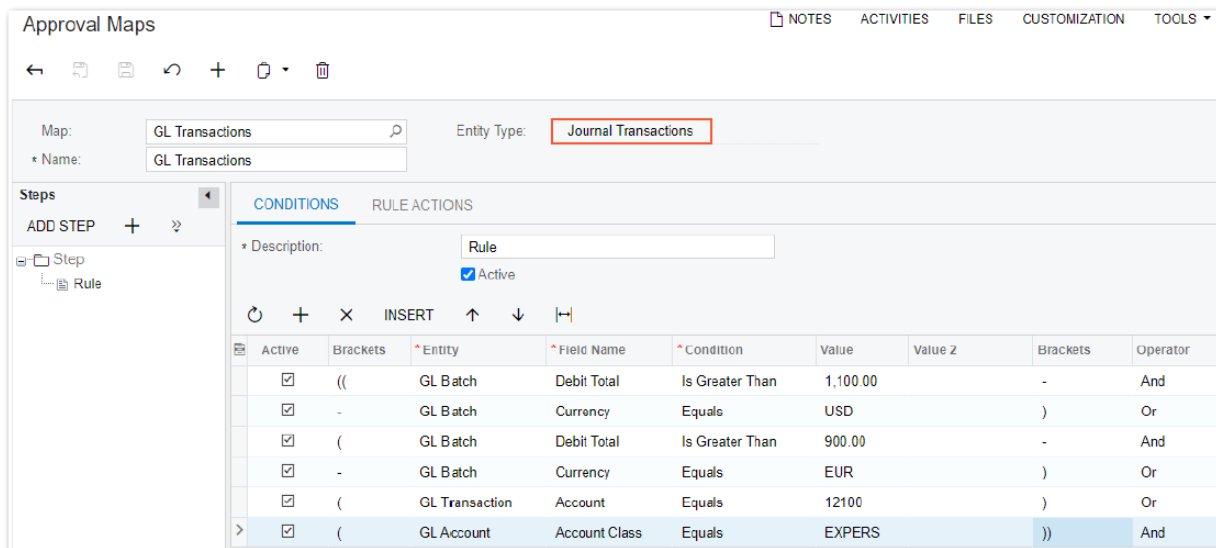 Approval Maps
NOTES ACTIVITIES FILES CUSTOMIZATION TOOLS
Map: GL Transactions Entity Type: Journal Transactions
* Name: GL Transactions
Steps
ADD STEP
Step
Rule
CONDITIONS RULE ACTIONS
* Description: Rule
Active
INSERT
Active Brackets * Entity * Field Name * Condition Value Value 2 Brackets Operator
(( GL Batch Debit Total Is Greater Than 1,100.00 - And
- GL Batch Currency Equals USD ) Or
( GL Batch Debit Total Is Greater Than 900.00 - And
- GL Batch Currency Equals EUR ) Or
( GL Transaction Account Equals 12100 ) Or
( GL Account Account Class Equals EXPERS )) And